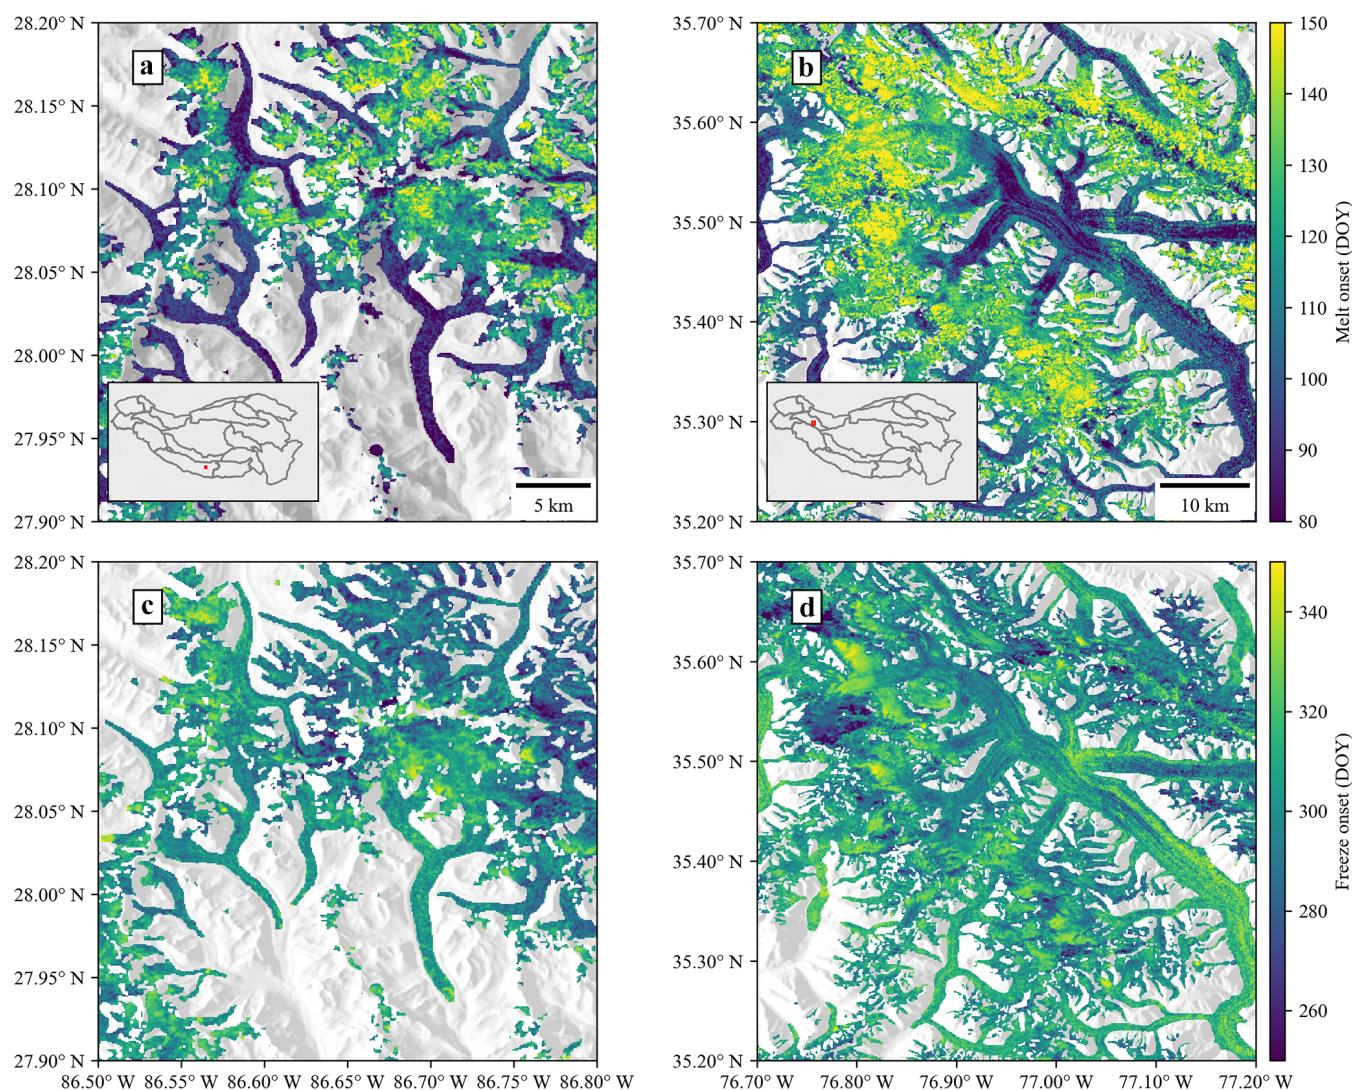 28.20° N
28.15° N
28.10° N
28.05° N
28.00° N
27.95° N
27.90° N
a
5 km
35.70° N
35.60° N
35.50° N
35.40° N
35.30° N
35.20° N
b
10 km
150
140
130
120
110
100
90
80
Melt onset (DOY)
28.20° N
28.15° N
28.10° N
28.05° N
28.00° N
27.95° N
27.90° N
c
86.50° W 86.55° W 86.60° W 86.65° W 86.70° W 86.75° W 86.80° W
35.70° N
35.60° N
35.50° N
35.40° N
35.30° N
35.20° N
d
76.70° W 76.80° W 76.90° W 77.00° W 77.10° W 77.20° W
340
320
300
280
260
Freeze onset (DOY)